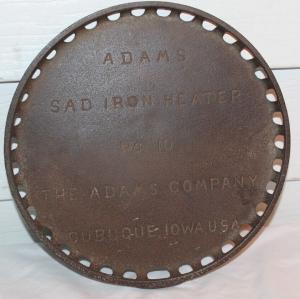 ADAMS
SAD IRON HEATER
NO 10
THE ADAMS COMPANY
DUBUQUE IOWA USA